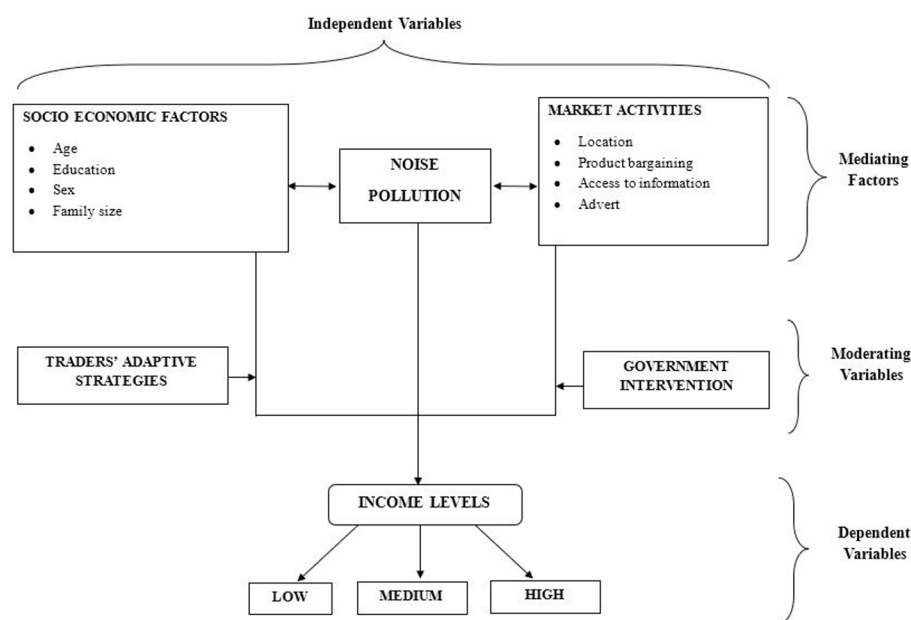 Independent Variables
SOCIO ECONOMIC FACTORS
• Age
• Education
• Sex
• Family size
NOISE
POLLUTION
MARKET ACTIVITIES
• Location
• Product bargaining
• Access to information
• Advert
Mediating
Factors
TRADERS' ADAPTIVE
STRATEGIES
GOVERNMENT
INTERVENTION
Moderating
Variables
INCOME LEVELS
LOW
MEDIUM
HIGH
Dependent
Variables